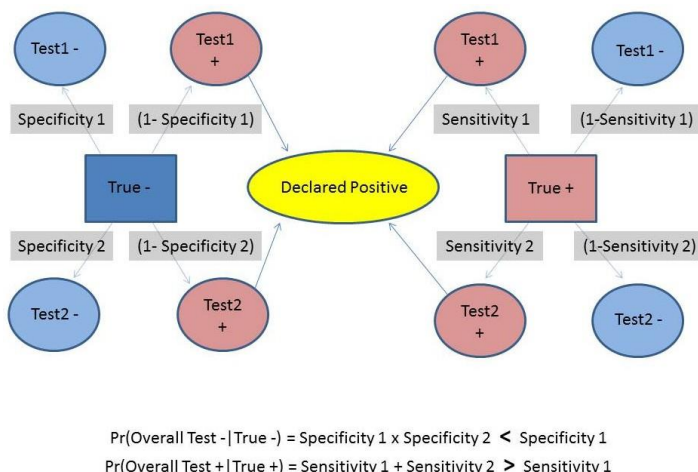 Test1 -
Test1
+
Test1
+
Test1 -
Specificity 1
(1- Specificity 1)
Sensitivity 1
(1-Sensitivity 1)
True -
Declared Positive
True +
Specificity 2
(1- Specificity 2)
Sensitivity 2
(1-Sensitivity 2)
Test2 -
Test2
+
Test2
+
Test2 -
Pr(Overall Test -|True -) = Specificity 1 x Specificity 2 < Specificity 1
Pr(Overall Test +|True +) = Sensitivity 1 + Sensitivity 2 > Sensitivity 1